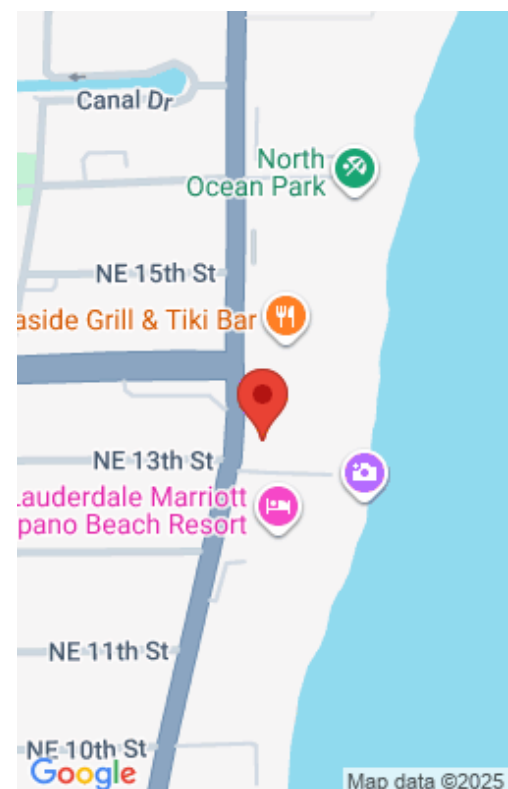 Canal Dr
North
Ocean Park
NE 15th St
aside Grill & Tiki Bar
NE 13th St
Lauderdale Marriott
pano Beach Resort
NE 11th St
NE 10th St
Google
Map data ©2025